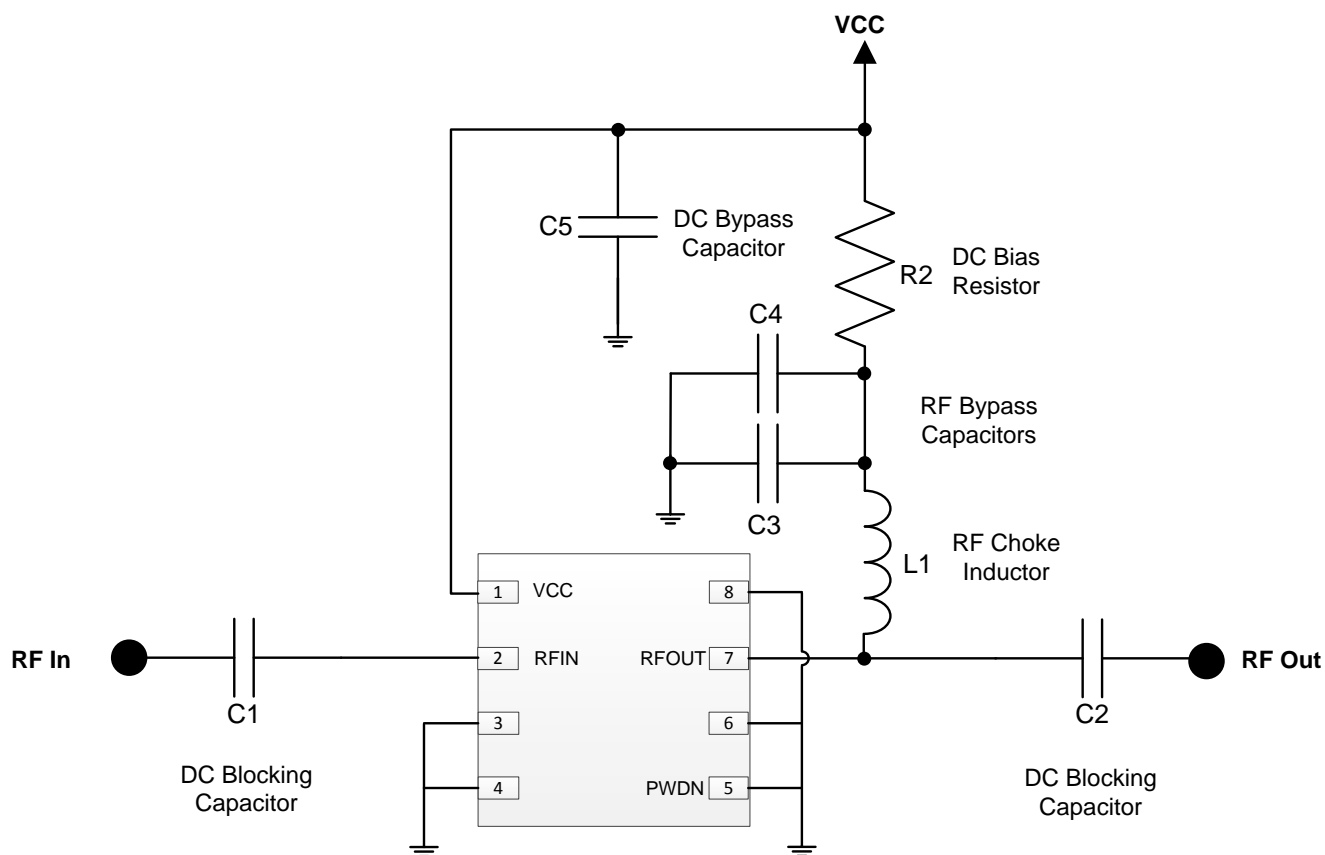 VCC
C5
DC Bypass
Capacitor
R2
DC Bias
Resistor
C4
RF Bypass
Capacitors
C3
L1
RF Choke
Inductor
1
VCC
8
RF In
2
RFIN
RFOUT
7
RF Out
C1
3
6
C2
DC Blocking
Capacitor
4
PWDN
5
DC Blocking
Capacitor